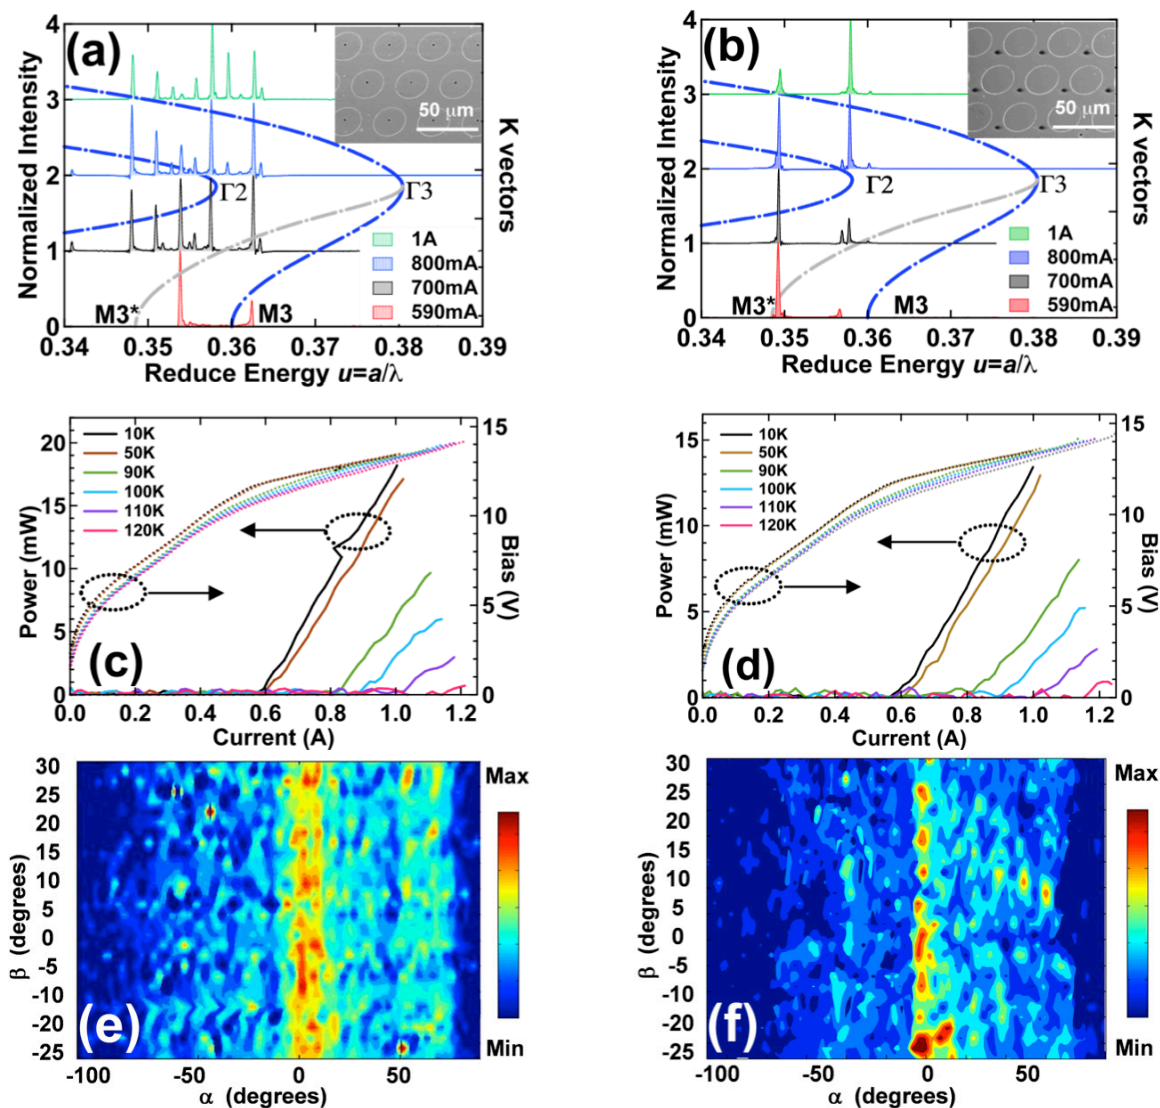 (a)
Normalized Intensity
4
3
2
1
0
50 μm
Γ2
Γ3
M3*
M3
1A
800mA
700mA
590mA
K vectors
0.34 0.35 0.36 0.37 0.38 0.39
Reduce Energy u=a/λ
(b)
Normalized Intensity
4
3
2
1
0
50 μm
Γ2
Γ3
M3*
M3
1A
800mA
700mA
590mA
K vectors
0.34 0.35 0.36 0.37 0.38 0.39
Reduce Energy u=a/λ
(c)
Power (mW)
20
15
10
5
0
10K
50K
90K
100K
110K
120K
15
10
5
0
Bias (V)
0.0 0.2 0.4 0.6 0.8 1.0 1.2
Current (A)
(d)
Power (mW)
15
10
5
0
10K
50K
90K
100K
110K
120K
15
10
5
0
Bias (V)
0.0 0.2 0.4 0.6 0.8 1.0 1.2
Current (A)
(e)
β (degrees)
30
25
20
15
10
5
0
-5
-10
-20
-25
Max
Min
-100 -50 0 50
α (degrees)
(f)
β (degrees)
30
25
20
15
10
5
0
-5
-10
-20
-25
Max
Min
-100 -50 0 50
α (degrees)